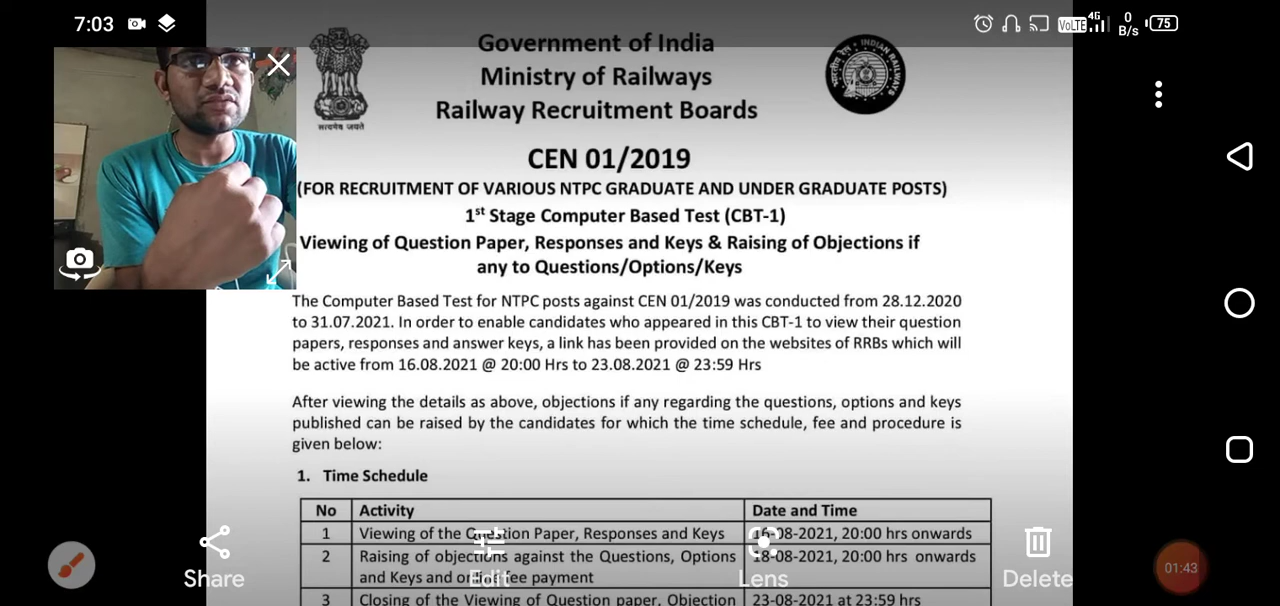 7:03
VoLTE 4G 0 B/s 75
Government of India
Ministry of Railways
Railway Recruitment Boards
सत्यमेव जयते
INDIAN RAILWAYS
CEN 01/2019
(FOR RECRUITMENT OF VARIOUS NTPC GRADUATE AND UNDER GRADUATE POSTS)
1st Stage Computer Based Test (CBT-1)
Viewing of Question Paper, Responses and Keys & Raising of Objections if
any to Questions/Options/Keys
The Computer Based Test for NTPC posts against CEN 01/2019 was conducted from 28.12.2020
to 31.07.2021. In order to enable candidates who appeared in this CBT-1 to view their question
papers, responses and answer keys, a link has been provided on the websites of RRBs which will
be active from 16.08.2021 @ 20:00 Hrs to 23.08.2021 @ 23:59 Hrs
After viewing the details as above, objections if any regarding the questions, options and keys
published can be raised by the candidates for which the time schedule, fee and procedure is
given below:
1. Time Schedule
No Activity Date and Time
1 Viewing of the Question Paper, Responses and Keys 16-08-2021, 20:00 hrs onwards
2 Raising of objections against the Questions, Options 18-08-2021, 20:00 hrs onwards
and Keys and online fee payment
3 Closing of the Viewing of Question paper, Objection 23-08-2021 at 23:59 hrs
Share Edit Lens Delete
01:43